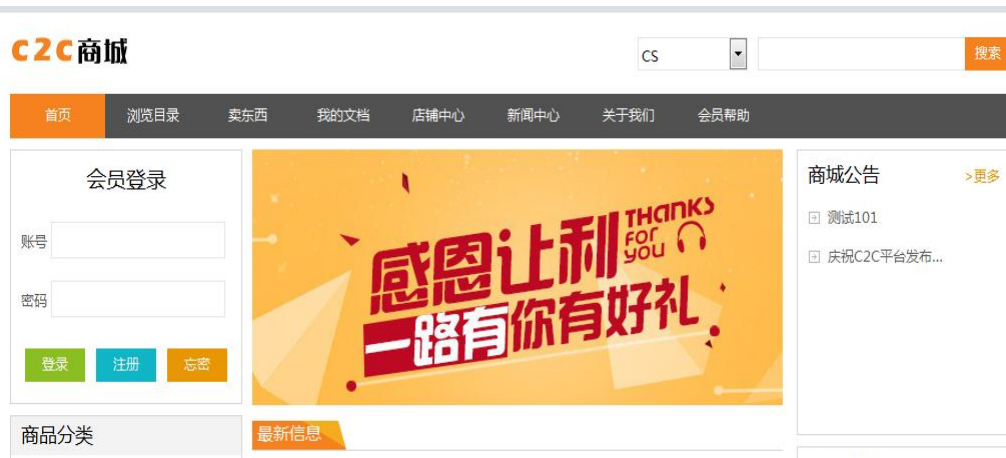 C2C商城
CS
搜索
首页 浏览目录 卖东西 我的文档 店铺中心 新闻中心 关于我们 会员帮助
会员登录
账号
密码
登录 注册 忘密
商品分类
感恩让利 THANKS FOR YOU
一路有你有好礼
最新信息
商城公告 >更多
测试101
庆祝C2C平台发布...